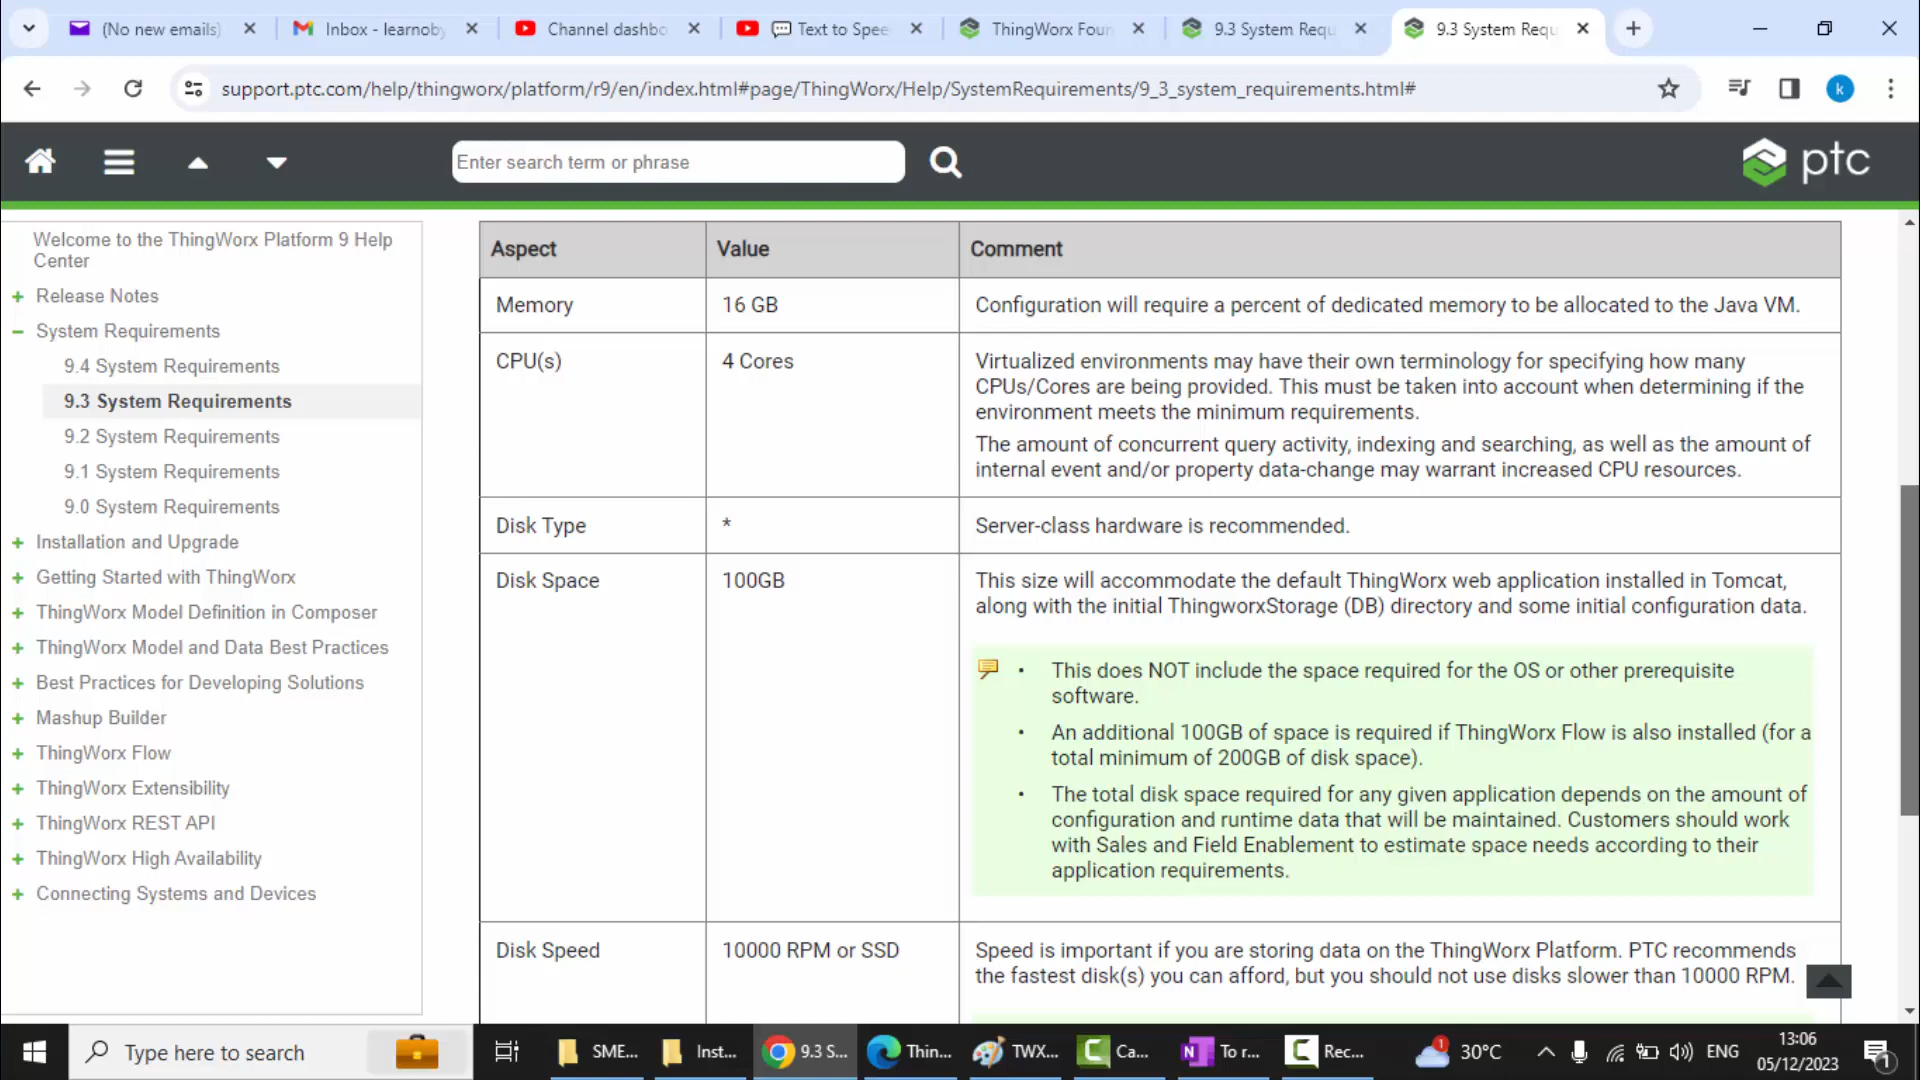 (No new emails)
Inbox - learnoby
Channel dashbo
Text to Spee
ThingWorx Foun
9.3 System Requ
9.3 System Requ
support.ptc.com/help/thingworx/platform/r9/en/index.html#page/ThingWorx/Help/SystemRequirements/9_3_system_requirements.html#
k
Enter search term or phrase
ptc
Welcome to the ThingWorx Platform 9 Help
Center
Release Notes
System Requirements
9.4 System Requirements
9.3 System Requirements
9.2 System Requirements
9.1 System Requirements
9.0 System Requirements
Installation and Upgrade
Getting Started with ThingWorx
ThingWorx Model Definition in Composer
ThingWorx Model and Data Best Practices
Best Practices for Developing Solutions
Mashup Builder
ThingWorx Flow
ThingWorx Extensibility
ThingWorx REST API
ThingWorx High Availability
Connecting Systems and Devices
Aspect Value Comment
Memory 16 GB Configuration will require a percent of dedicated memory to be allocated to the Java VM.
CPU(s) 4 Cores Virtualized environments may have their own terminology for specifying how many
CPUs/Cores are being provided. This must be taken into account when determining if the
environment meets the minimum requirements.
The amount of concurrent query activity, indexing and searching, as well as the amount of
internal event and/or property data-change may warrant increased CPU resources.
Disk Type * Server-class hardware is recommended.
Disk Space 100GB This size will accommodate the default ThingWorx web application installed in Tomcat,
along with the initial ThingworxStorage (DB) directory and some initial configuration data.
• This does NOT include the space required for the OS or other prerequisite
software.
• An additional 100GB of space is required if ThingWorx Flow is also installed (for a
total minimum of 200GB of disk space).
• The total disk space required for any given application depends on the amount of
configuration and runtime data that will be maintained. Customers should work
with Sales and Field Enablement to estimate space needs according to their
application requirements.
Disk Speed 10000 RPM or SSD Speed is important if you are storing data on the ThingWorx Platform. PTC recommends
the fastest disk(s) you can afford, but you should not use disks slower than 10000 RPM.
Type here to search
SME...
Inst...
9.3 S...
Thin...
TWX...
Ca...
To r...
Rec...
1
30°C
ENG
13:06
05/12/2023
1